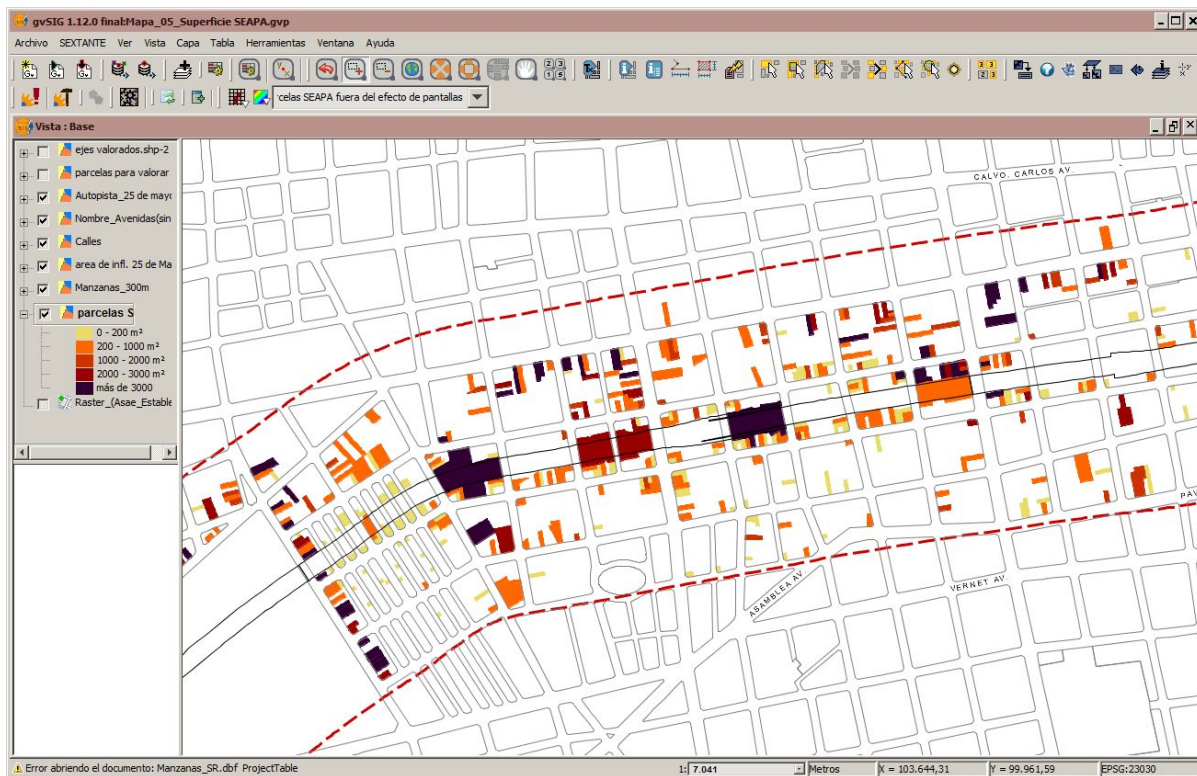 gvSIG 1.12.0 final:Mapa_05_Superficie SEAPA.gvp
Archivo SEXTANTE Ver Vista Capa Tabla Herramientas Ventana Ayuda
celas SEAPA fuera del efecto de pantallas
Vista : Base
ejes valorados.shp-2
parcelas para valorar
Autopista_25 de mayo
Nombre_Avenidas(sin
Calles
area de infl. 25 de Ma
Manzanas_300m
parcelas S
0 - 200 m²
200 - 1000 m²
1000 - 2000 m²
2000 - 3000 m²
más de 3000
Raster_(Asae_Estable
CALVO. CARLOS AV
PAV
ASAMBLEA AV
VERNET AV
Error abriendo el documento: Manzanas_SR.dbf ProjectTable
1: 7.041
Metros
X = 103.644,31
Y = 99.961,59
EPSG:23030